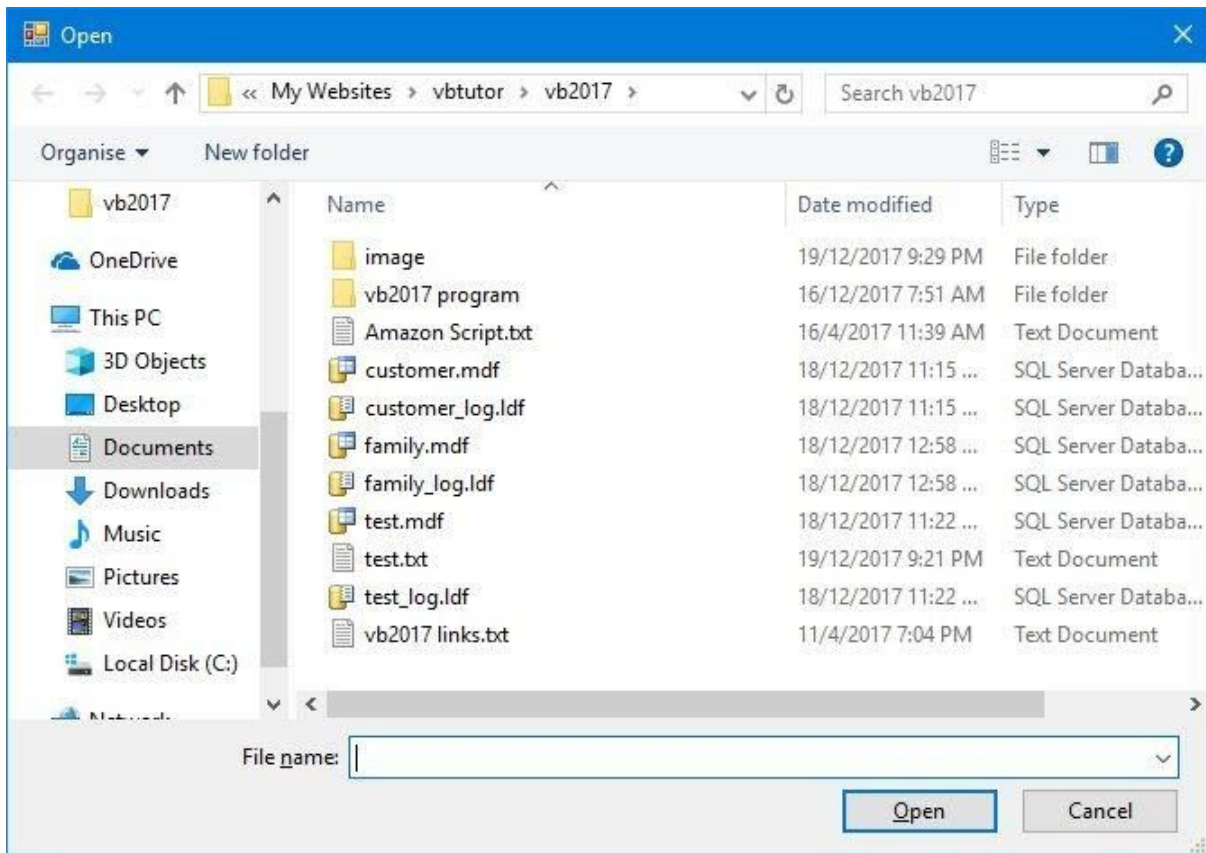 Open
« My Websites › vbtutor › vb2017 ›
Search vb2017
Organise
New folder
vb2017
OneDrive
This PC
3D Objects
Desktop
Documents
Downloads
Music
Pictures
Videos
Local Disk (C:)
Name Date modified Type
image 19/12/2017 9:29 PM File folder
vb2017 program 16/12/2017 7:51 AM File folder
Amazon Script.txt 16/4/2017 11:39 AM Text Document
customer.mdf 18/12/2017 11:15 ... SQL Server Databa...
customer_log.ldf 18/12/2017 11:15 ... SQL Server Databa...
family.mdf 18/12/2017 12:58 ... SQL Server Databa...
family_log.ldf 18/12/2017 12:58 ... SQL Server Databa...
test.mdf 18/12/2017 11:22 ... SQL Server Databa...
test.txt 19/12/2017 9:21 PM Text Document
test_log.ldf 18/12/2017 11:22 ... SQL Server Databa...
vb2017 links.txt 11/4/2017 7:04 PM Text Document
File name:
Open
Cancel